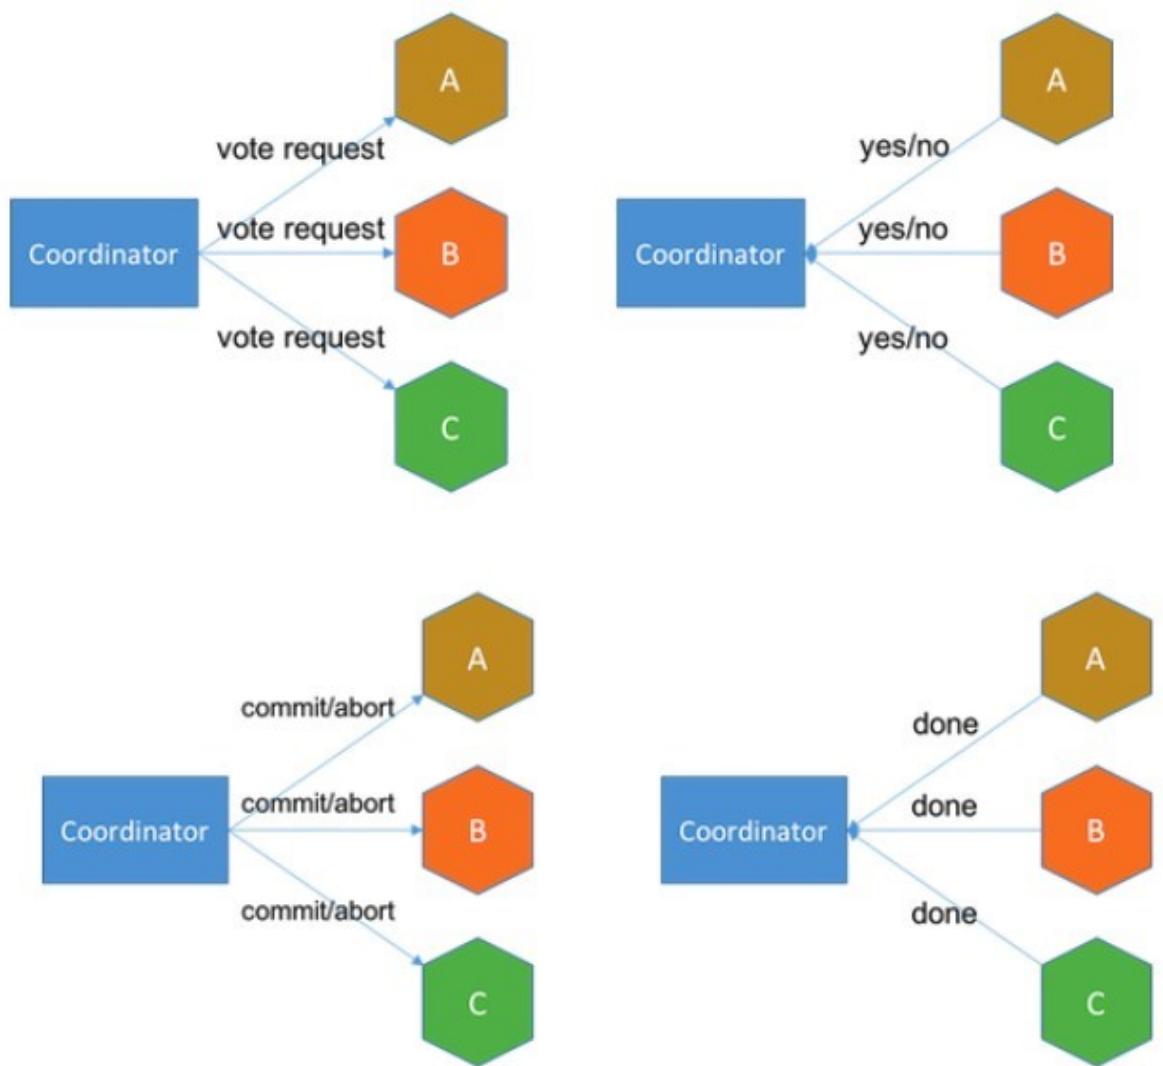 A
vote request
Coordinator
vote request
B
vote request
C
A
yes/no
Coordinator
yes/no
B
yes/no
C
A
commit/abort
Coordinator
commit/abort
B
commit/abort
C
A
done
Coordinator
done
B
done
C